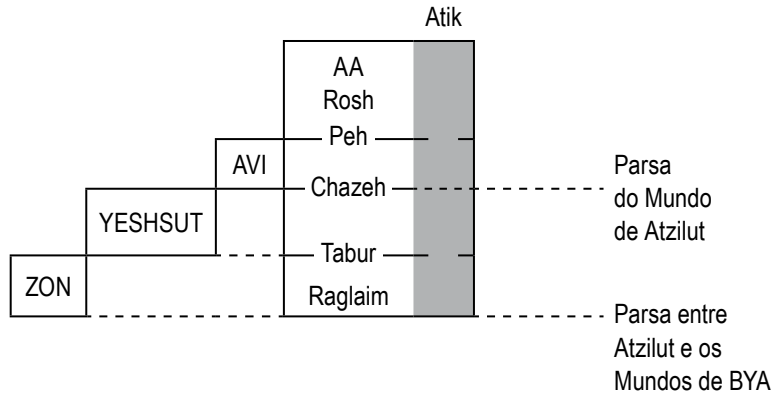 Atik
AA
Rosh
Peh
AVI
Chazeh
YESHSUT
Tabur
ZON
Raglaim
Parsa
do Mundo
de Atzilut
Parsa entre
Atzilut e os
Mundos de BYA